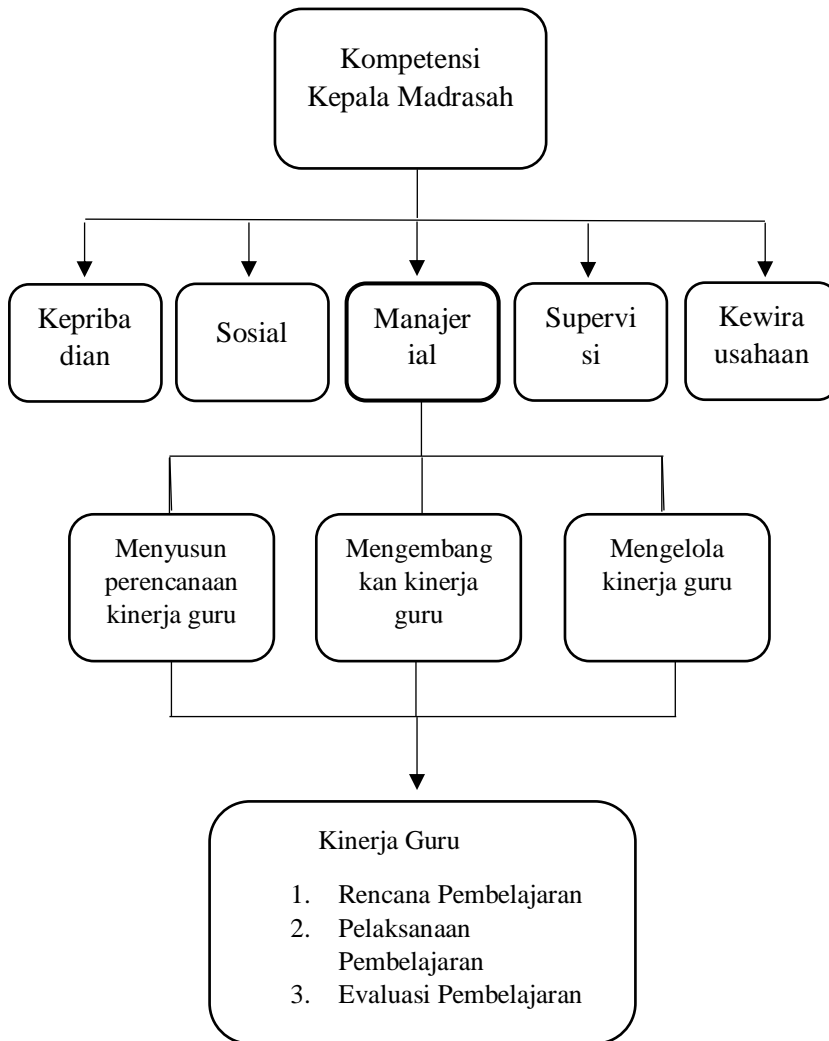 Kompetensi
Kepala Madrasah
Kepriba
dian
Sosial
Manajer
ial
Supervi
si
Kewira
usahaan
Menyusun
perencanaan
kinerja guru
Mengembang
kan kinerja
guru
Mengelola
kinerja guru
Kinerja Guru
1. Rencana Pembelajaran
2. Pelaksanaan
Pembelajaran
3. Evaluasi Pembelajaran